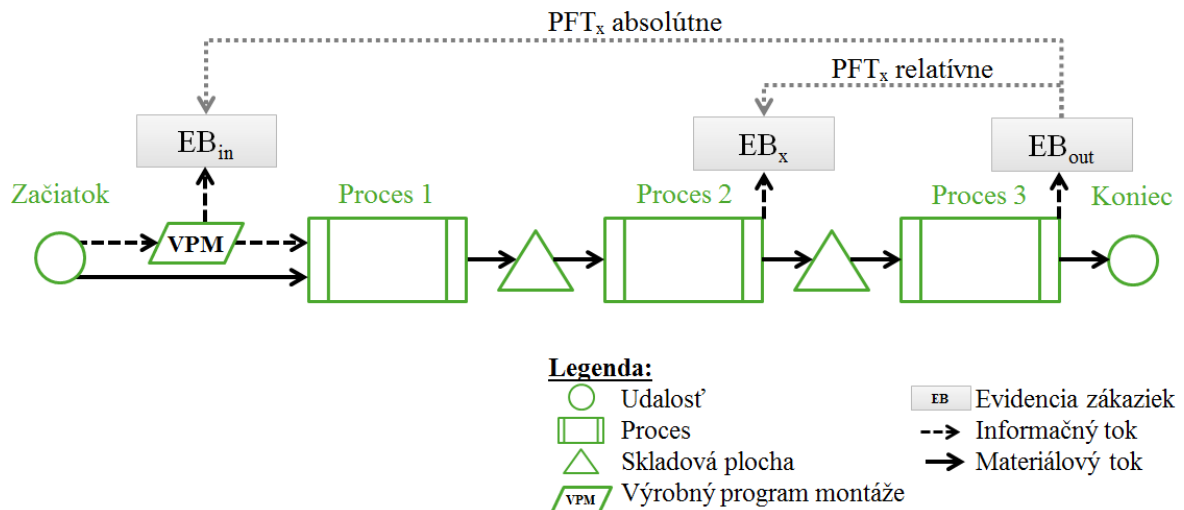 PFTx absolútne
PFTx relatívne
EBin
EBx
EBout
Začiatok
Proces 1
Proces 2
Proces 3
Koniec
VPM
Legenda:
Udalosť
Proces
Skladová plocha
VPM Výrobný program montáže
EB Evidencia zákaziek
Informačný tok
Materiálový tok